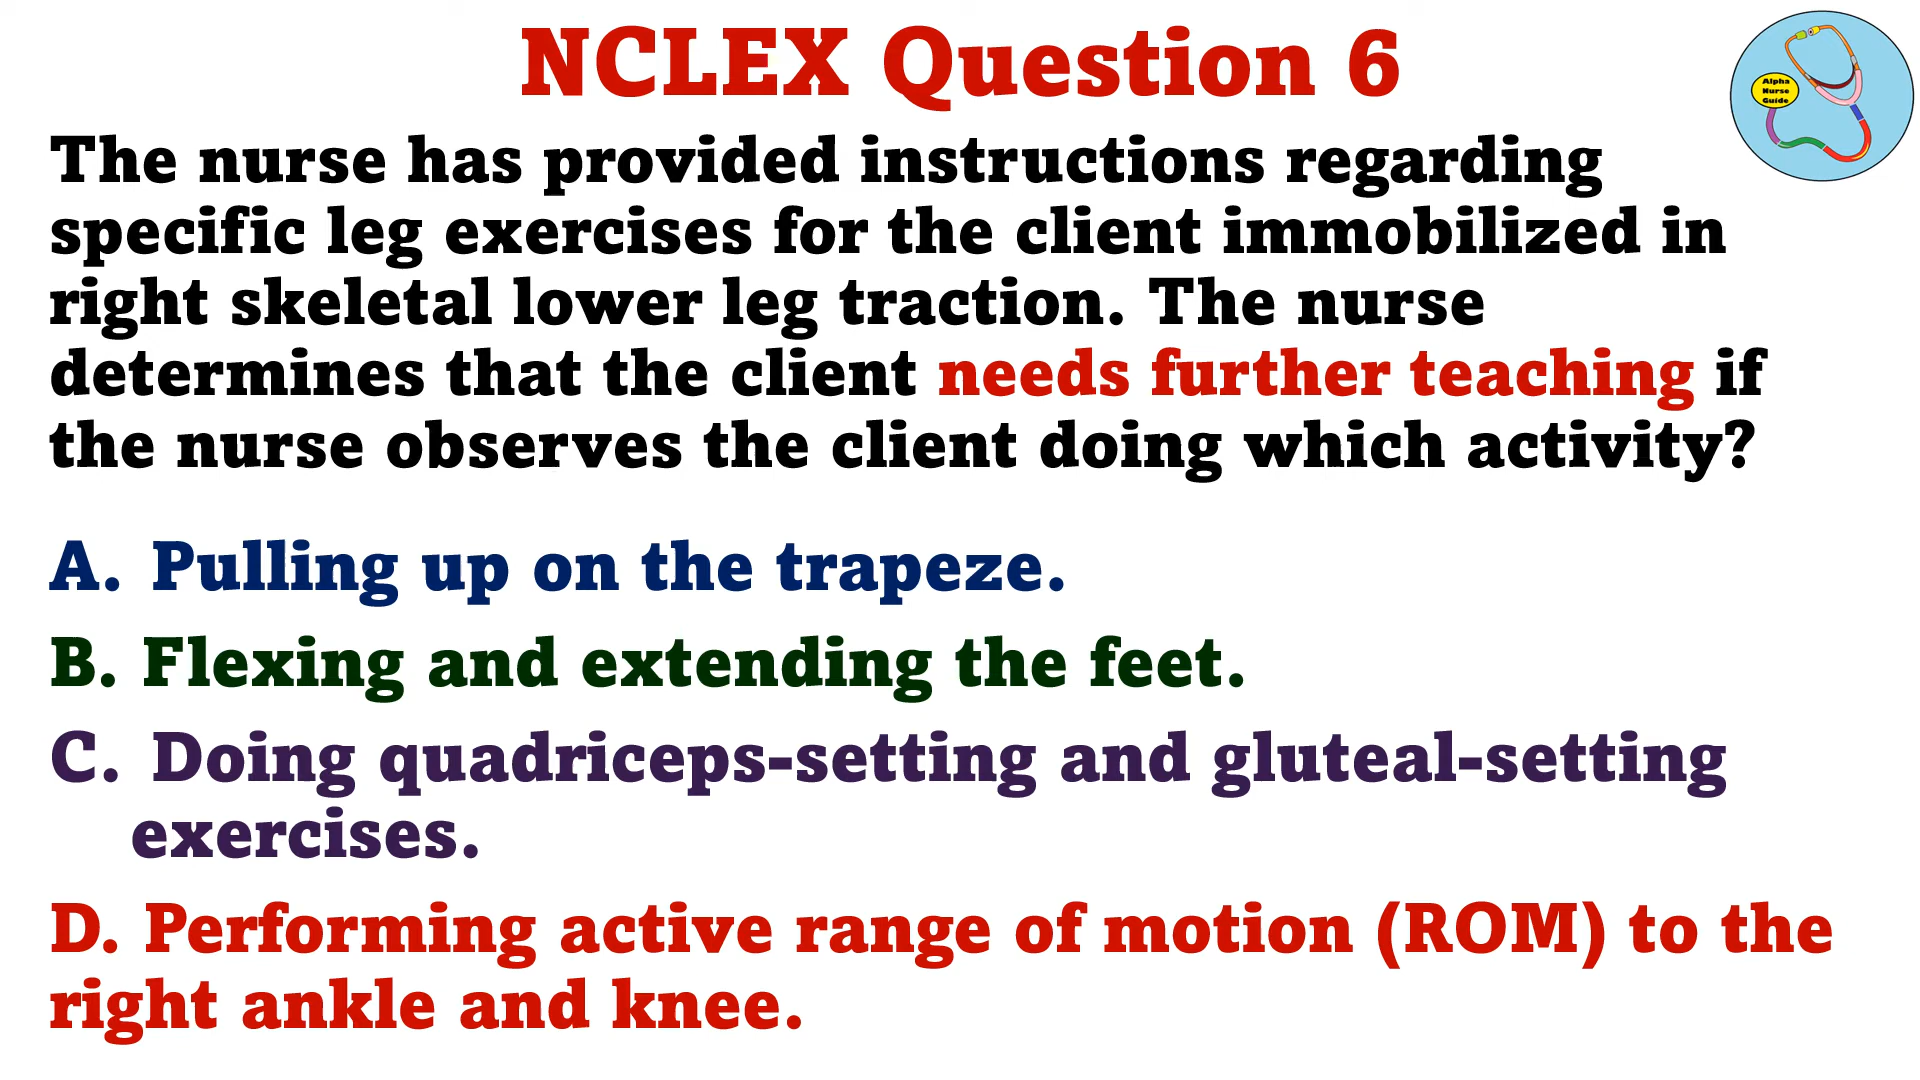 NCLEX Question 6
Alpha
Nurse
Guide
The nurse has provided instructions regarding
specific leg exercises for the client immobilized in
right skeletal lower leg traction. The nurse
determines that the client needs further teaching if
the nurse observes the client doing which activity?
A. Pulling up on the trapeze.
B. Flexing and extending the feet.
C. Doing quadriceps-setting and gluteal-setting
exercises.
D. Performing active range of motion (ROM) to the
right ankle and knee.